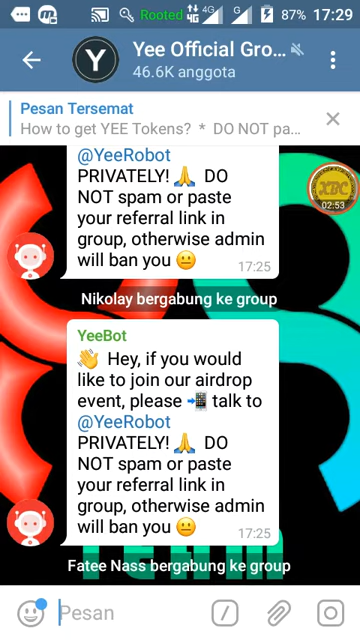 Rooted 4G 4G G 87% 17:29
Yee Official Gro...
46.6K anggota
Pesan Tersemat
How to get YEE Tokens? * DO NOT pa...
@YeeRobot
PRIVATELY! 🙏 DO
NOT spam or paste
your referral link in
group, otherwise admin
will ban you 😐
17:25
XBC
02:53
Nikolay bergabung ke group
YeeBot
👋 Hey, if you would
like to join our airdrop
event, please 📲 talk to
@YeeRobot
PRIVATELY! 🙏 DO
NOT spam or paste
your referral link in
group, otherwise admin
will ban you 😐
17:25
Fatee Nass bergabung ke group
Pesan